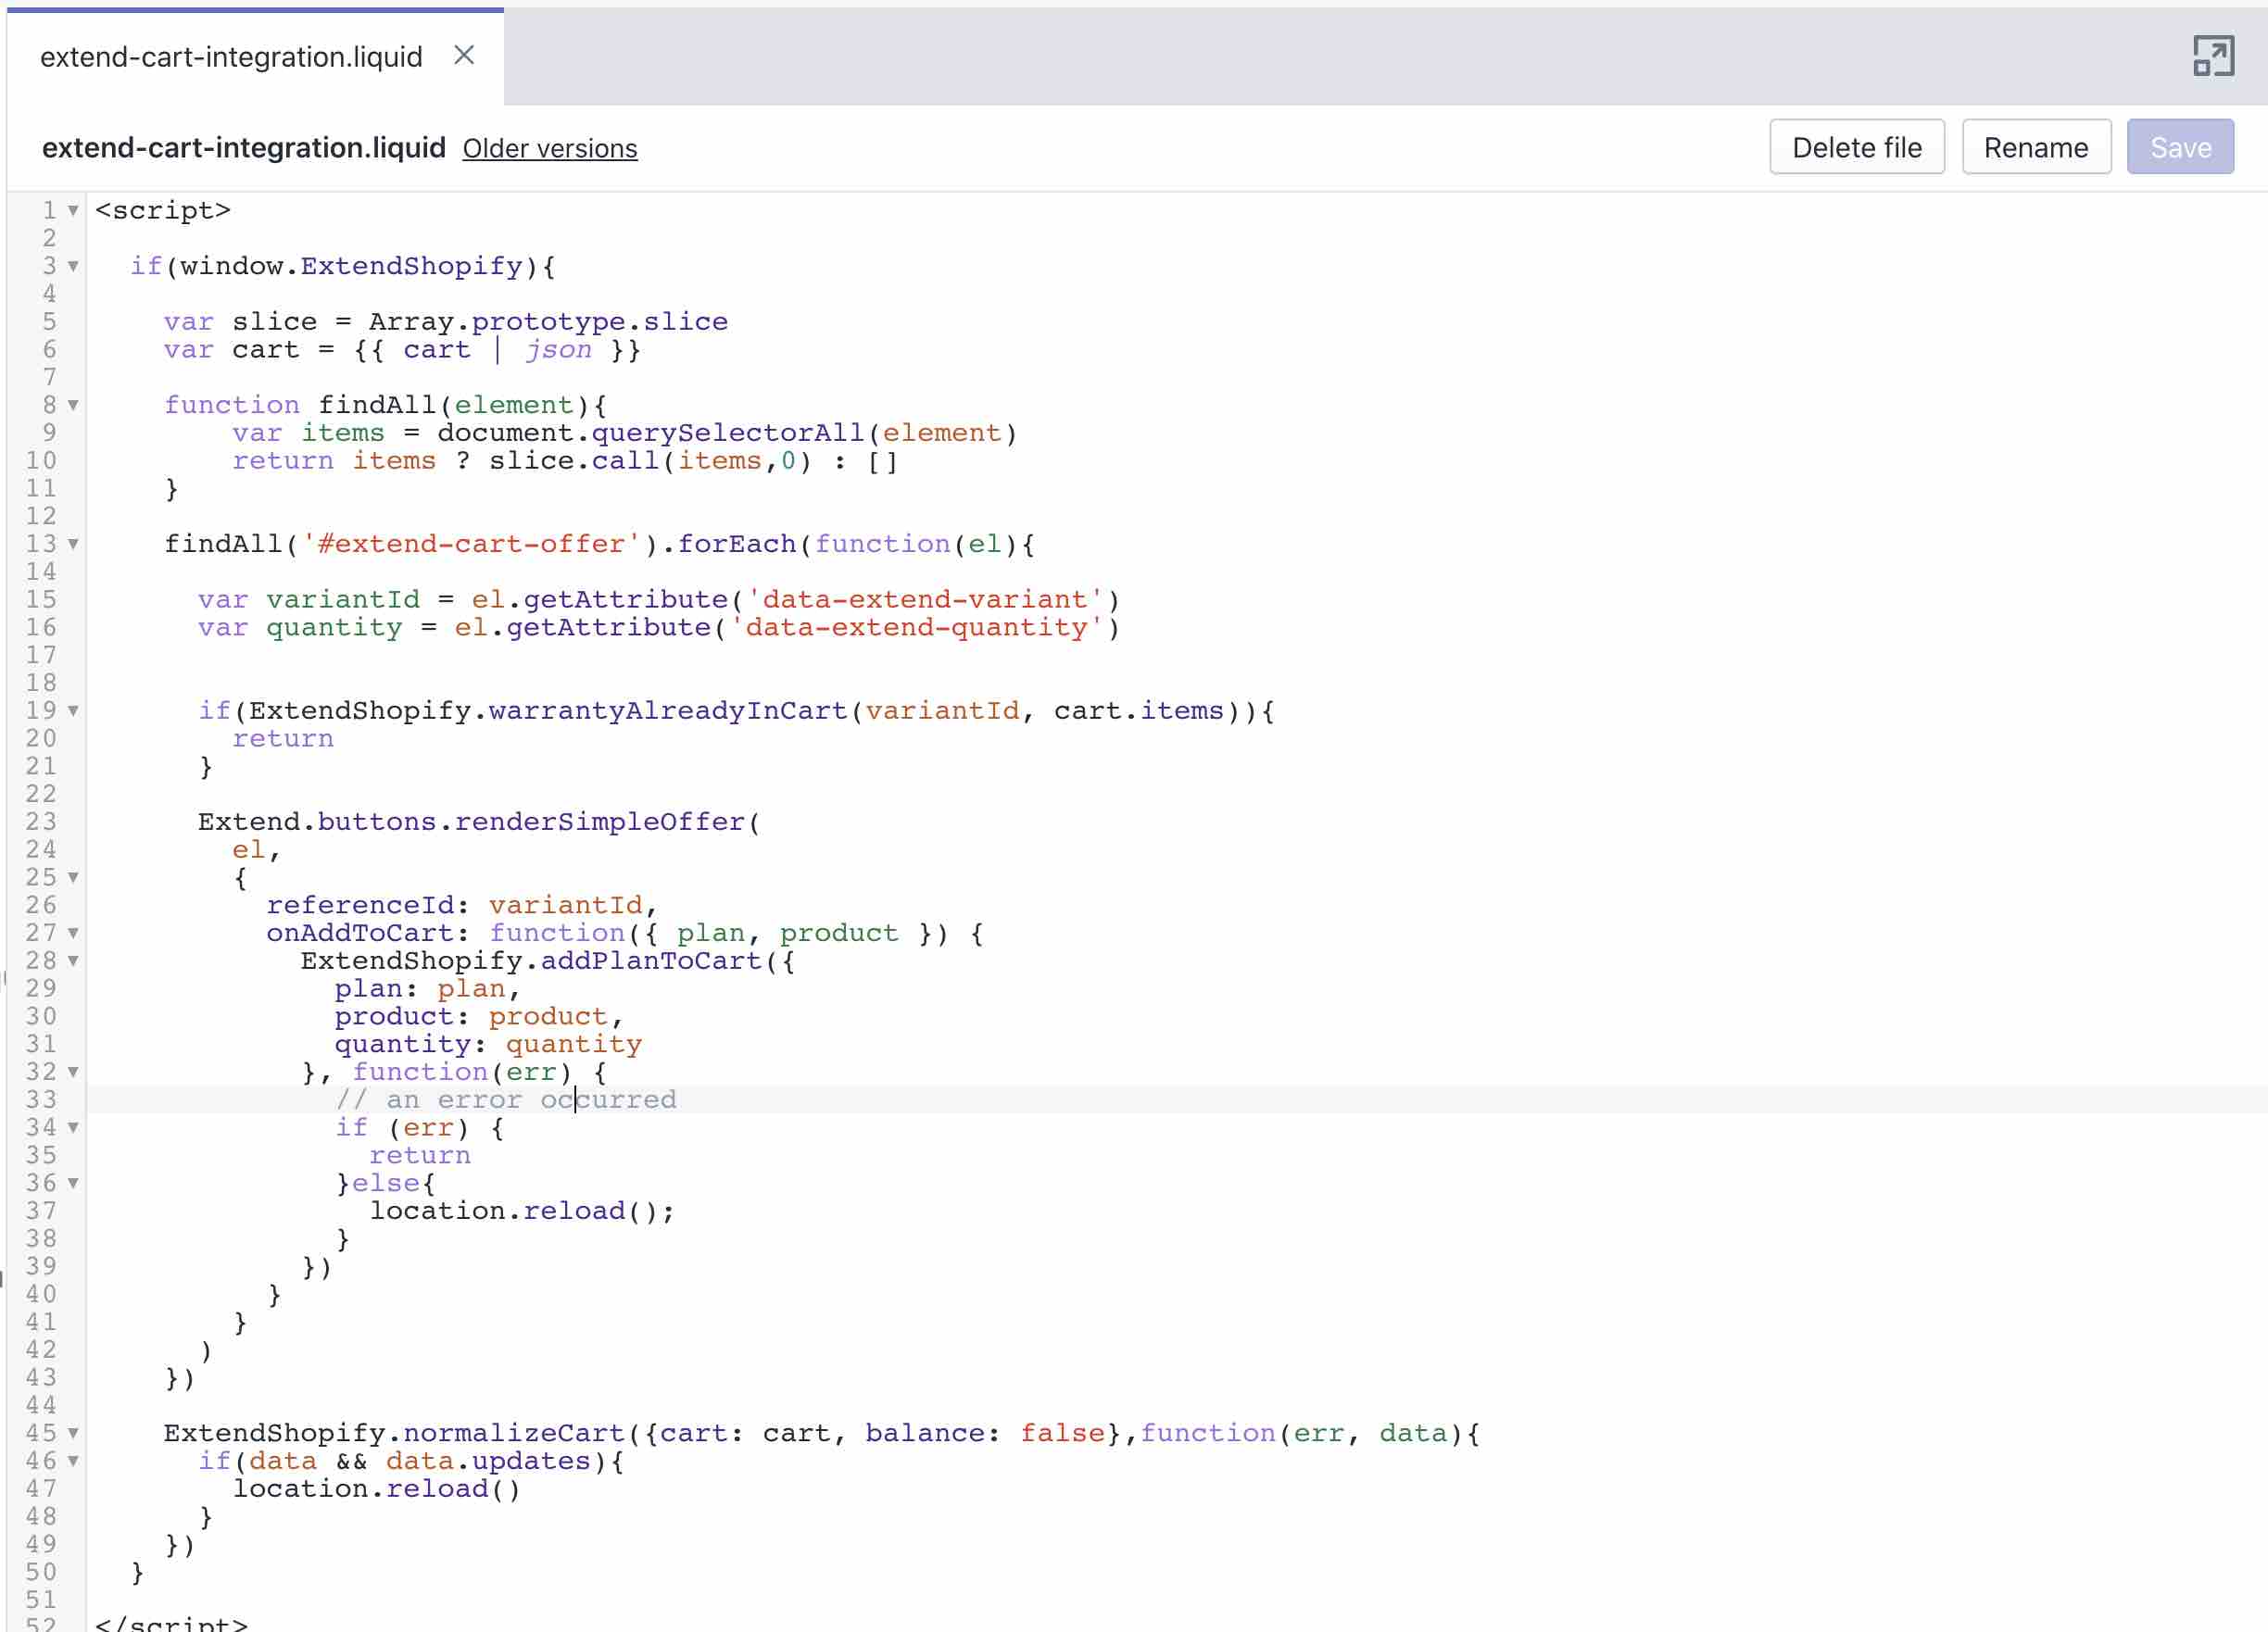 extend-cart-integration.liquid ×
extend-cart-integration.liquid Older versions Delete file Rename Save
1 <script>
2
3 if(window.ExtendShopify){
4
5 var slice = Array.prototype.slice
6 var cart = {{ cart | json }}
7
8 function findAll(element){
9 var items = document.querySelectorAll(element)
10 return items ? slice.call(items,0) : []
11 }
12
13 findAll('#extend-cart-offer').forEach(function(el){
14
15 var variantId = el.getAttribute('data-extend-variant')
16 var quantity = el.getAttribute('data-extend-quantity')
17
18
19 if(ExtendShopify.warrantyAlreadyInCart(variantId, cart.items)){
20 return
21 }
22
23 Extend.buttons.renderSimpleOffer(
24 el,
25 {
26 referenceId: variantId,
27 onAddToCart: function({ plan, product }) {
28 ExtendShopify.addPlanToCart({
29 plan: plan,
30 product: product,
31 quantity: quantity
32 }, function(err) {
33 // an error occurred
34 if (err) {
35 return
36 }else{
37 location.reload();
38 }
39 })
40 }
41 }
42 )
43 })
44
45 ExtendShopify.normalizeCart({cart: cart, balance: false},function(err, data){
46 if(data && data.updates){
47 location.reload()
48 }
49 })
50 }
51
52 </script>